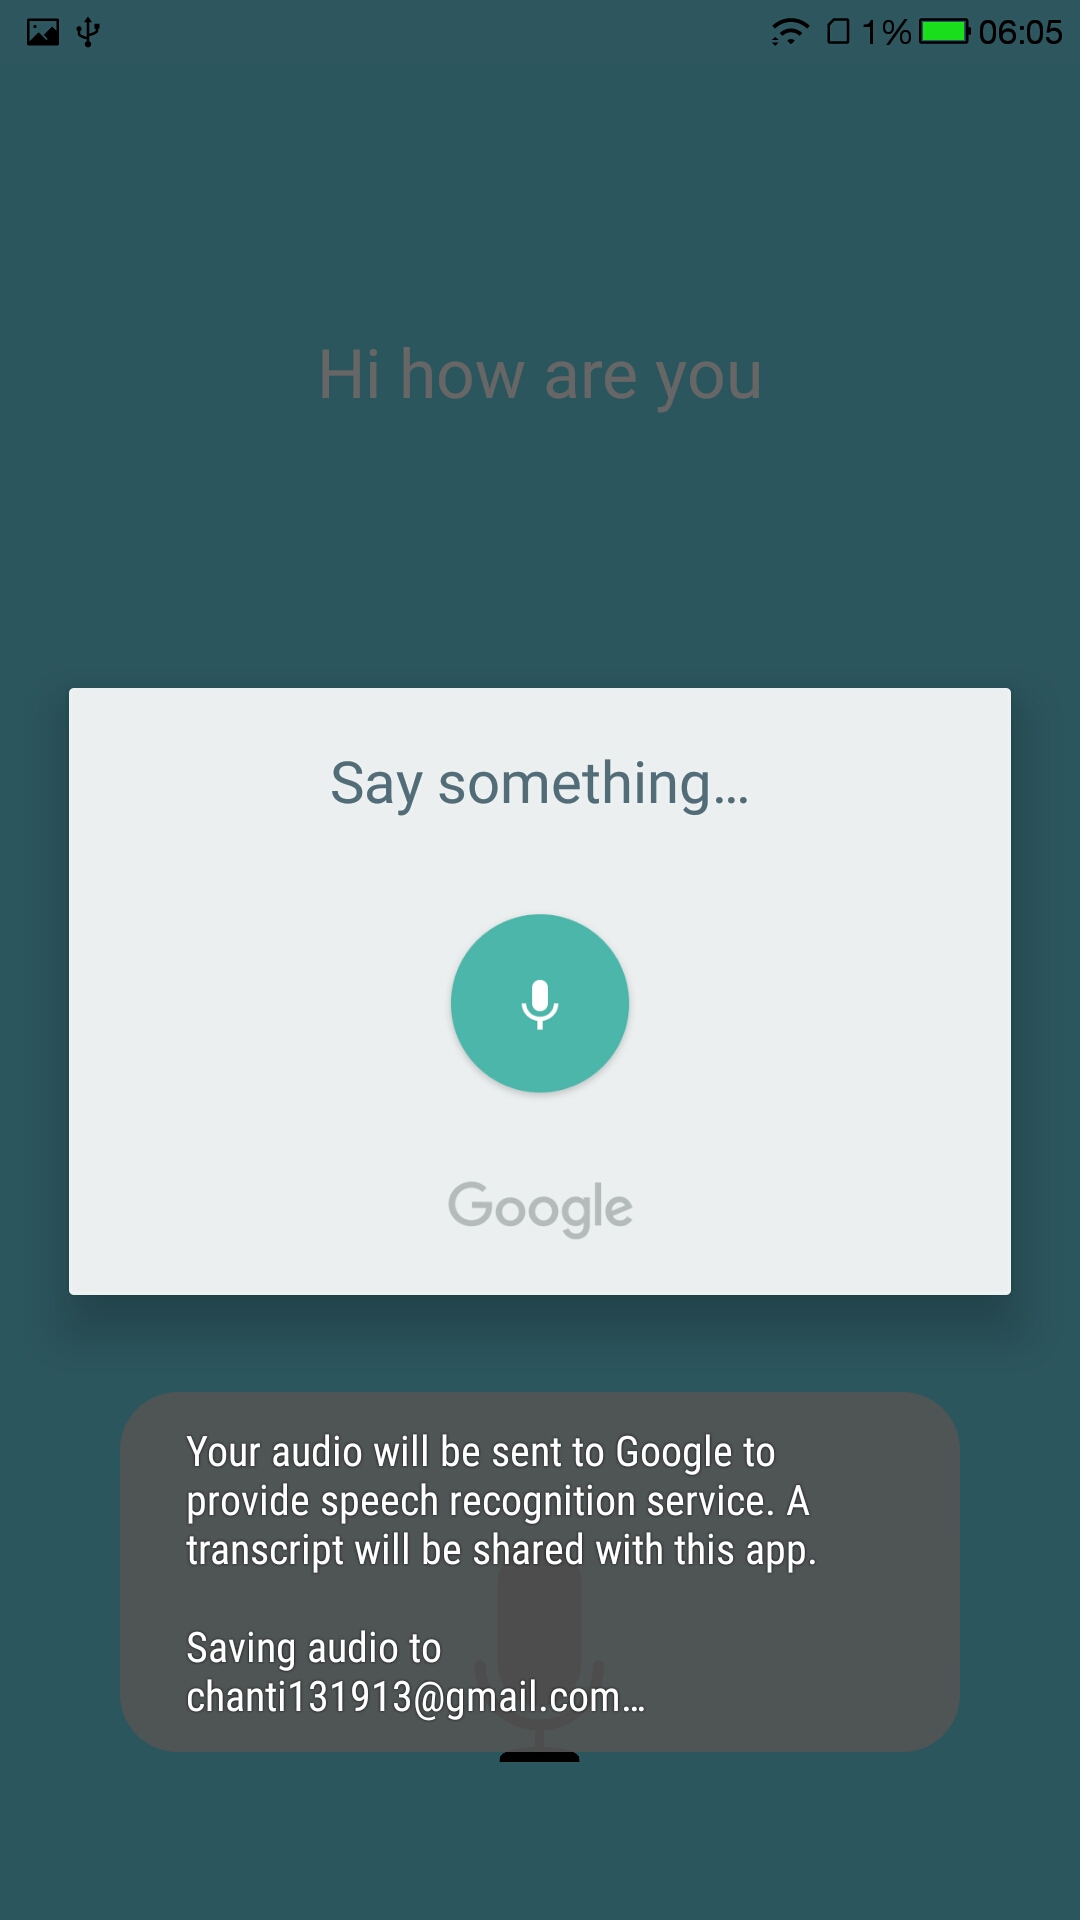 1% 06:05
Hi how are you
Say something...
Google
Your audio will be sent to Google to
provide speech recognition service. A
transcript will be shared with this app.
Saving audio to
chanti131913@gmail.com...